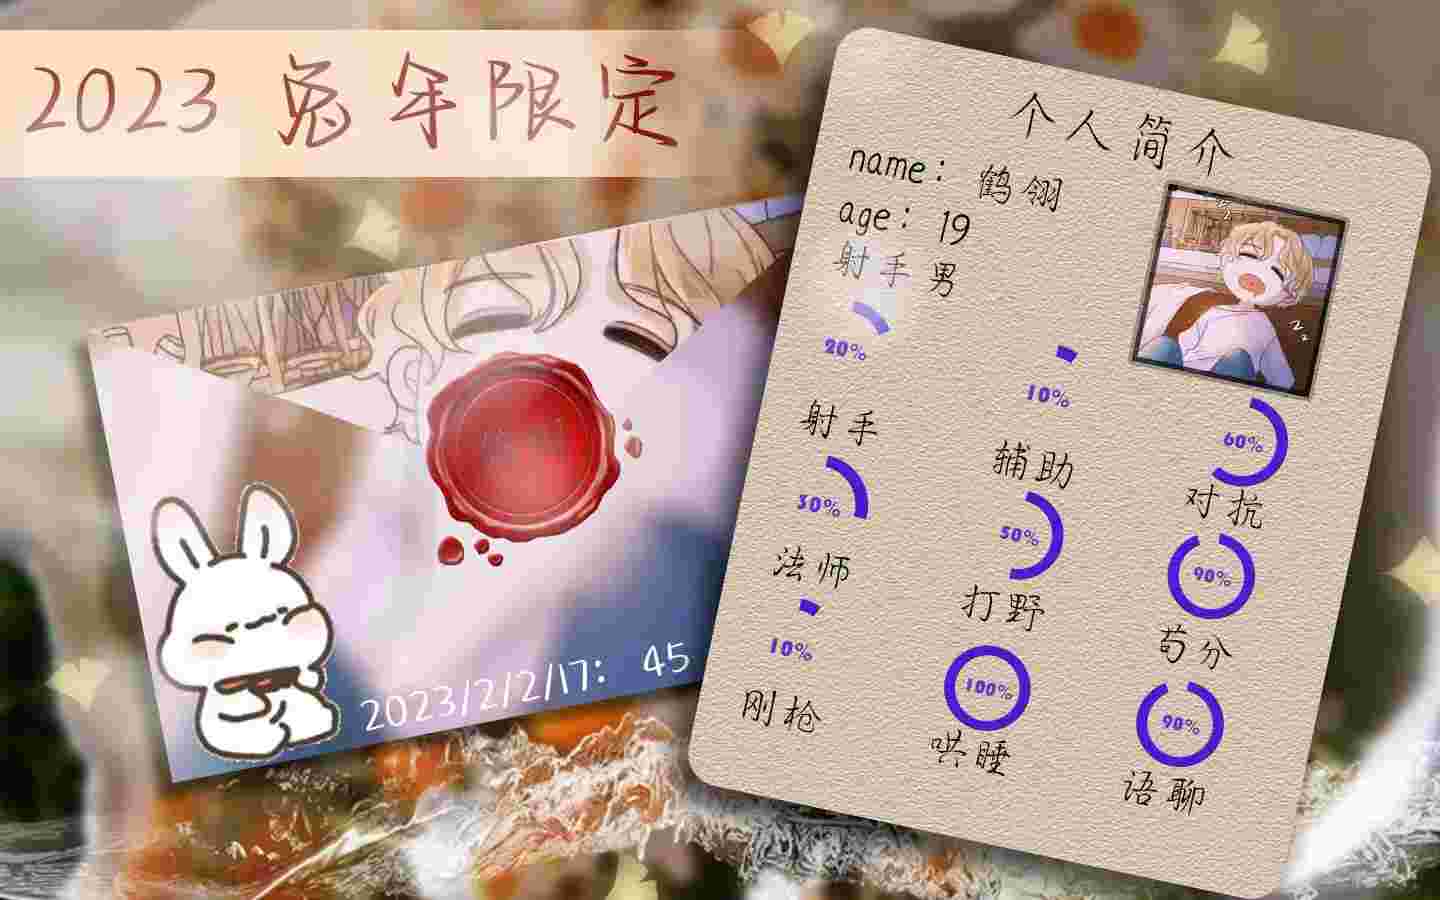 2023 兔年限定
2023/2/2/17： 45
个人简介
name： 鹤翎
age： 19
射手男
20%
射手
10%
辅助
60%
对抗
30%
法师
50%
打野
90%
苟分
10%
刚枪
100%
哄睡
90%
语聊